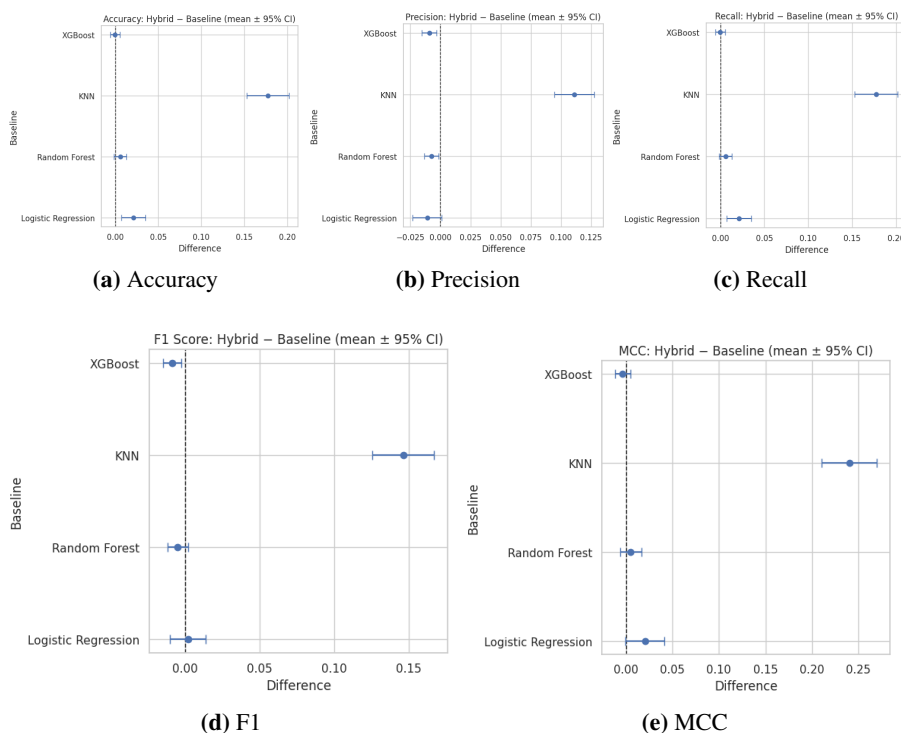 Accuracy: Hybrid − Baseline (mean ± 95% CI)
XGBoost
KNN
Random Forest
Logistic Regression
Baseline
0.00 0.05 0.10 0.15 0.20
Difference
(a) Accuracy
Precision: Hybrid − Baseline (mean ± 95% CI)
XGBoost
KNN
Random Forest
Logistic Regression
Baseline
−0.025 0.000 0.025 0.050 0.075 0.100 0.125
Difference
(b) Precision
Recall: Hybrid − Baseline (mean ± 95% CI)
XGBoost
KNN
Random Forest
Logistic Regression
Baseline
0.00 0.05 0.10 0.15 0.20
Difference
(c) Recall
F1 Score: Hybrid − Baseline (mean ± 95% CI)
XGBoost
KNN
Random Forest
Logistic Regression
Baseline
0.00 0.05 0.10 0.15
Difference
(d) F1
MCC: Hybrid − Baseline (mean ± 95% CI)
XGBoost
KNN
Random Forest
Logistic Regression
Baseline
0.00 0.05 0.10 0.15 0.20 0.25
Difference
(e) MCC